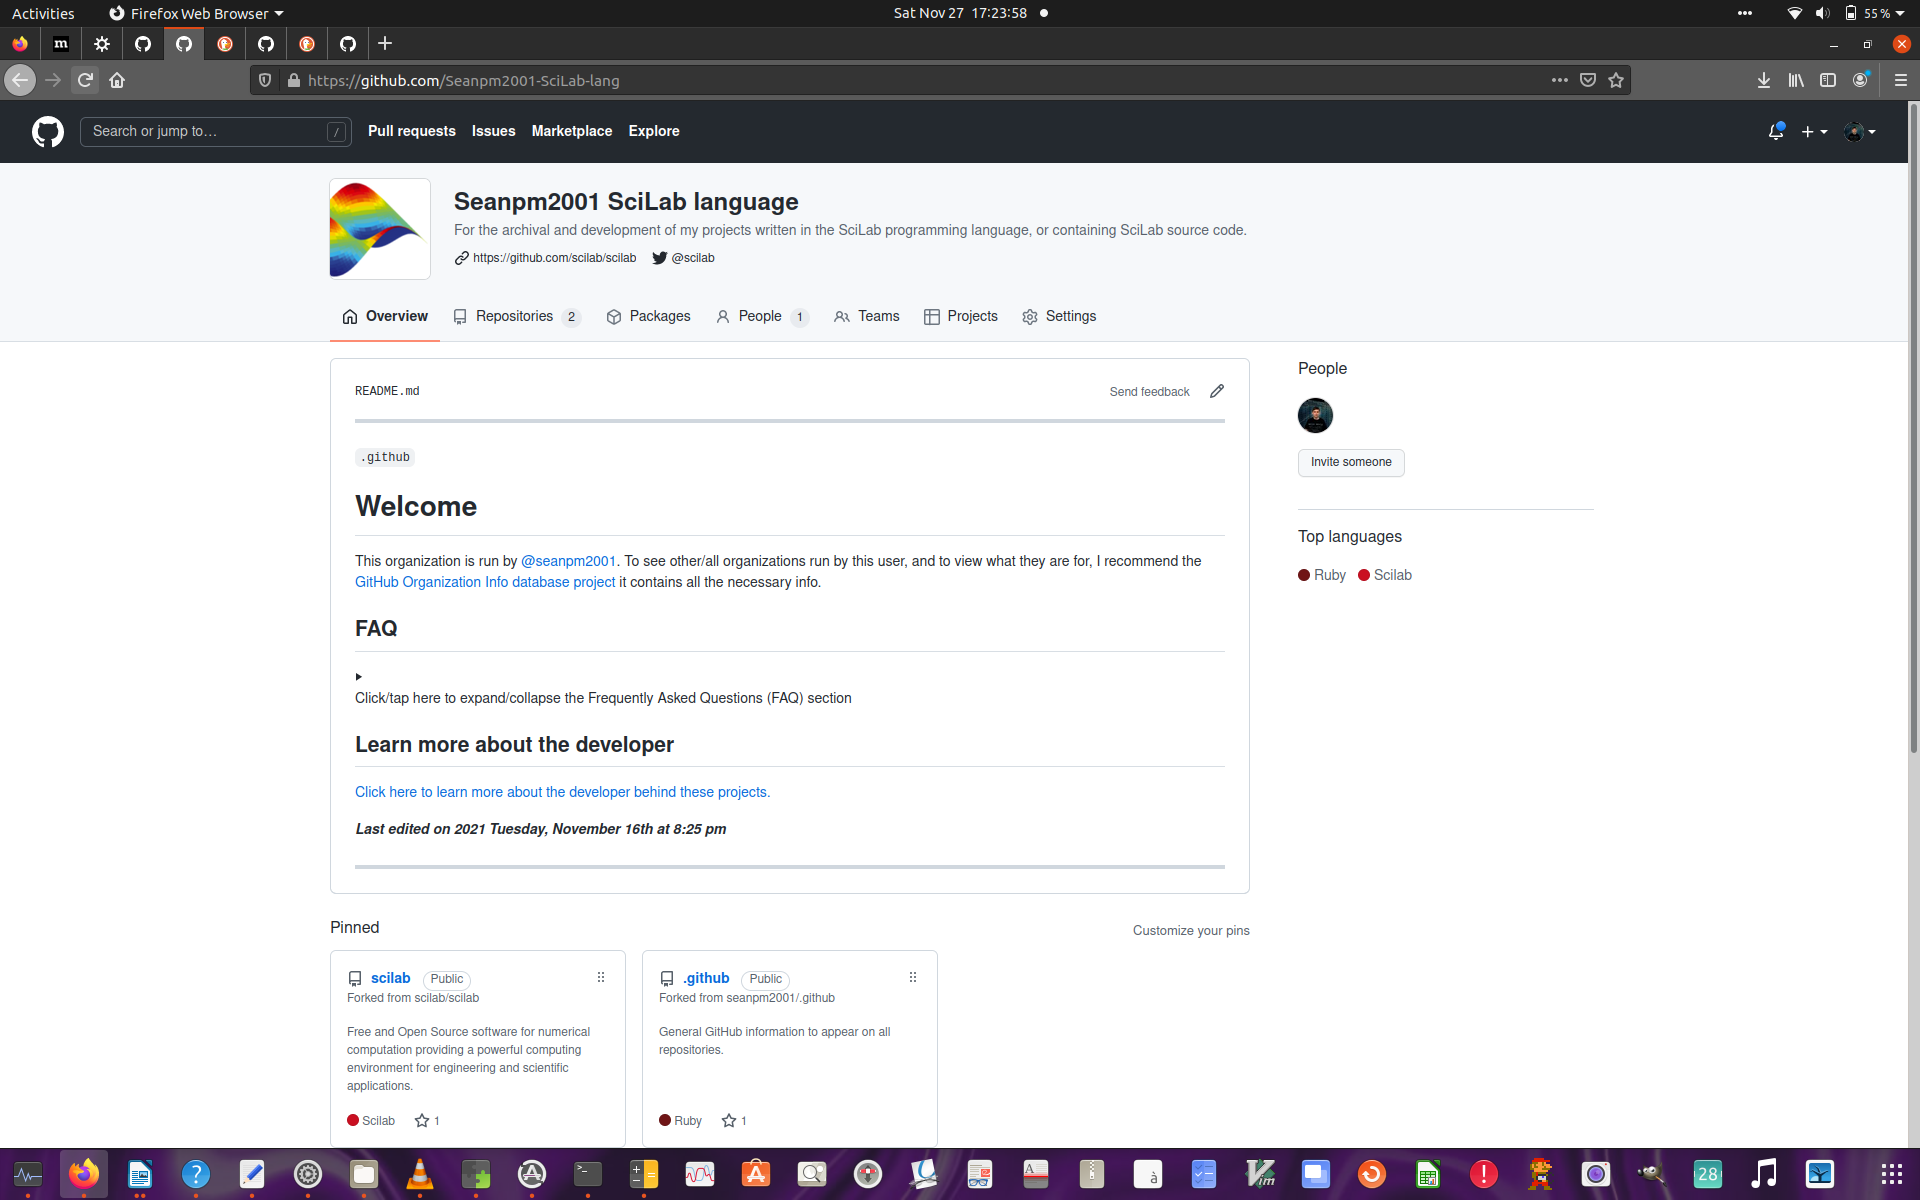 Activities
Firefox Web Browser
Sat Nov 27 17:23:58
55 %
m
https://github.com/Seanpm2001-SciLab-lang
Search or jump to…
/
Pull requests
Issues
Marketplace
Explore
Seanpm2001 SciLab language
For the archival and development of my projects written in the SciLab programming language, or containing SciLab source code.
https://github.com/scilab/scilab
@scilab
Overview
Repositories 2
Packages
People 1
Teams
Projects
Settings
README.md
Send feedback
.github
Welcome
This organization is run by @seanpm2001. To see other/all organizations run by this user, and to view what they are for, I recommend the
GitHub Organization Info database project it contains all the necessary info.
FAQ
Click/tap here to expand/collapse the Frequently Asked Questions (FAQ) section
Learn more about the developer
Click here to learn more about the developer behind these projects.
Last edited on 2021 Tuesday, November 16th at 8:25 pm
People
Invite someone
Top languages
Ruby
Scilab
Pinned
Customize your pins
scilab
Public
Forked from scilab/scilab
Free and Open Source software for numerical
computation providing a powerful computing
environment for engineering and scientific
applications.
Scilab
1
.github
Public
Forked from seanpm2001/.github
General GitHub information to appear on all
repositories.
Ruby
1
?
>_
A
à
Vim
!
28